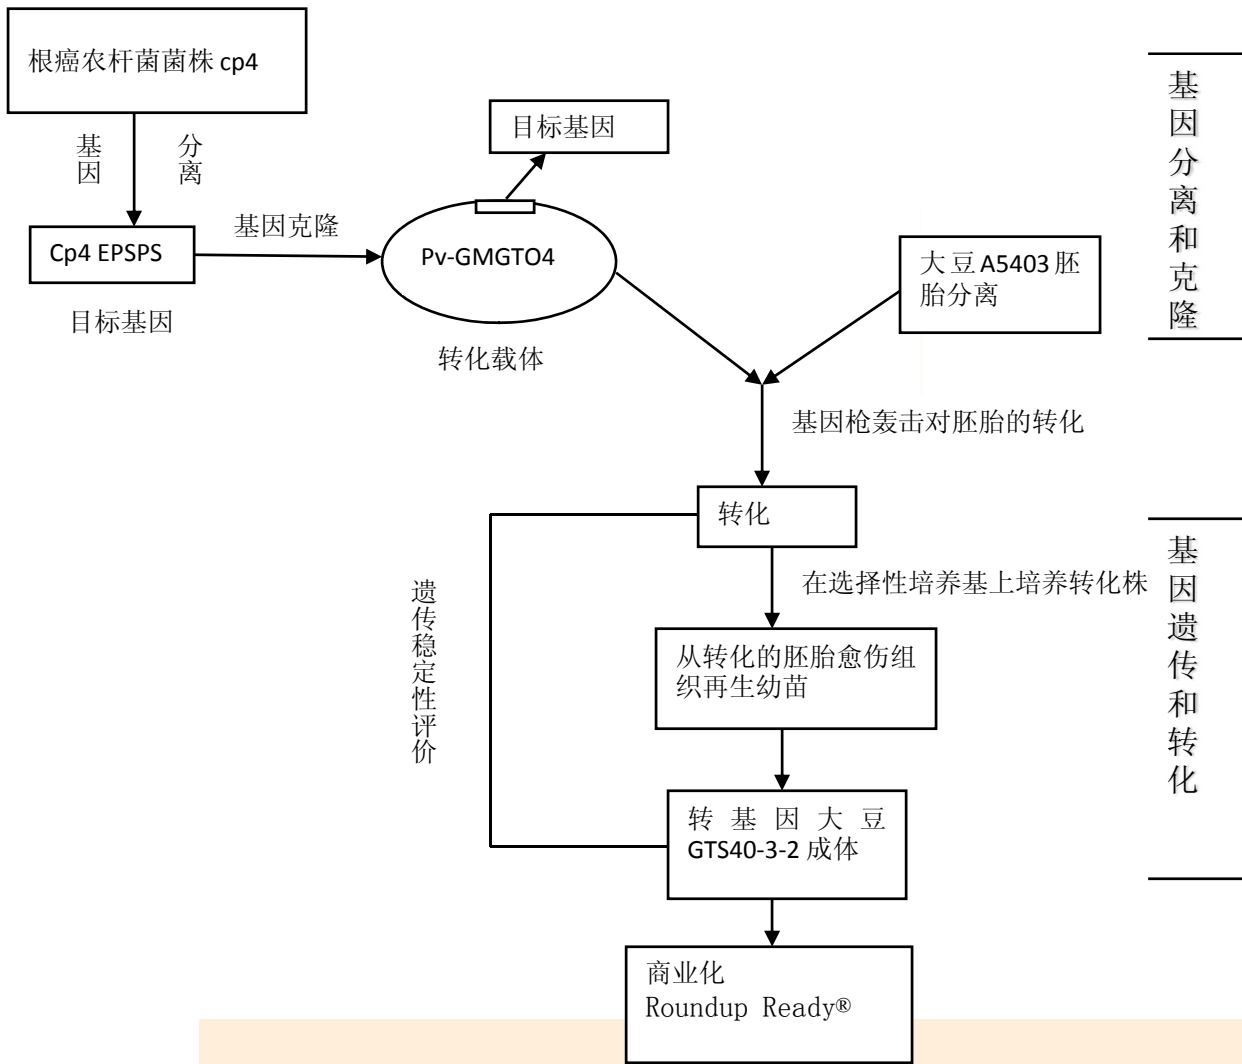 根癌农杆菌菌株 cp4
基因
分离
目标基因
Cp4 EPSPS
基因克隆
Pv-GMGTO4
目标基因
转化载体
大豆 A5403 胚
胎分离
基因分离和克隆
基因枪轰击对胚胎的转化
转化
在选择性培养基上培养转化株
遗传稳定性评价
从转化的胚胎愈伤组
织再生幼苗
基因遗传和转化
转基因大豆
GTS40-3-2 成体
商业化
Roundup Ready®